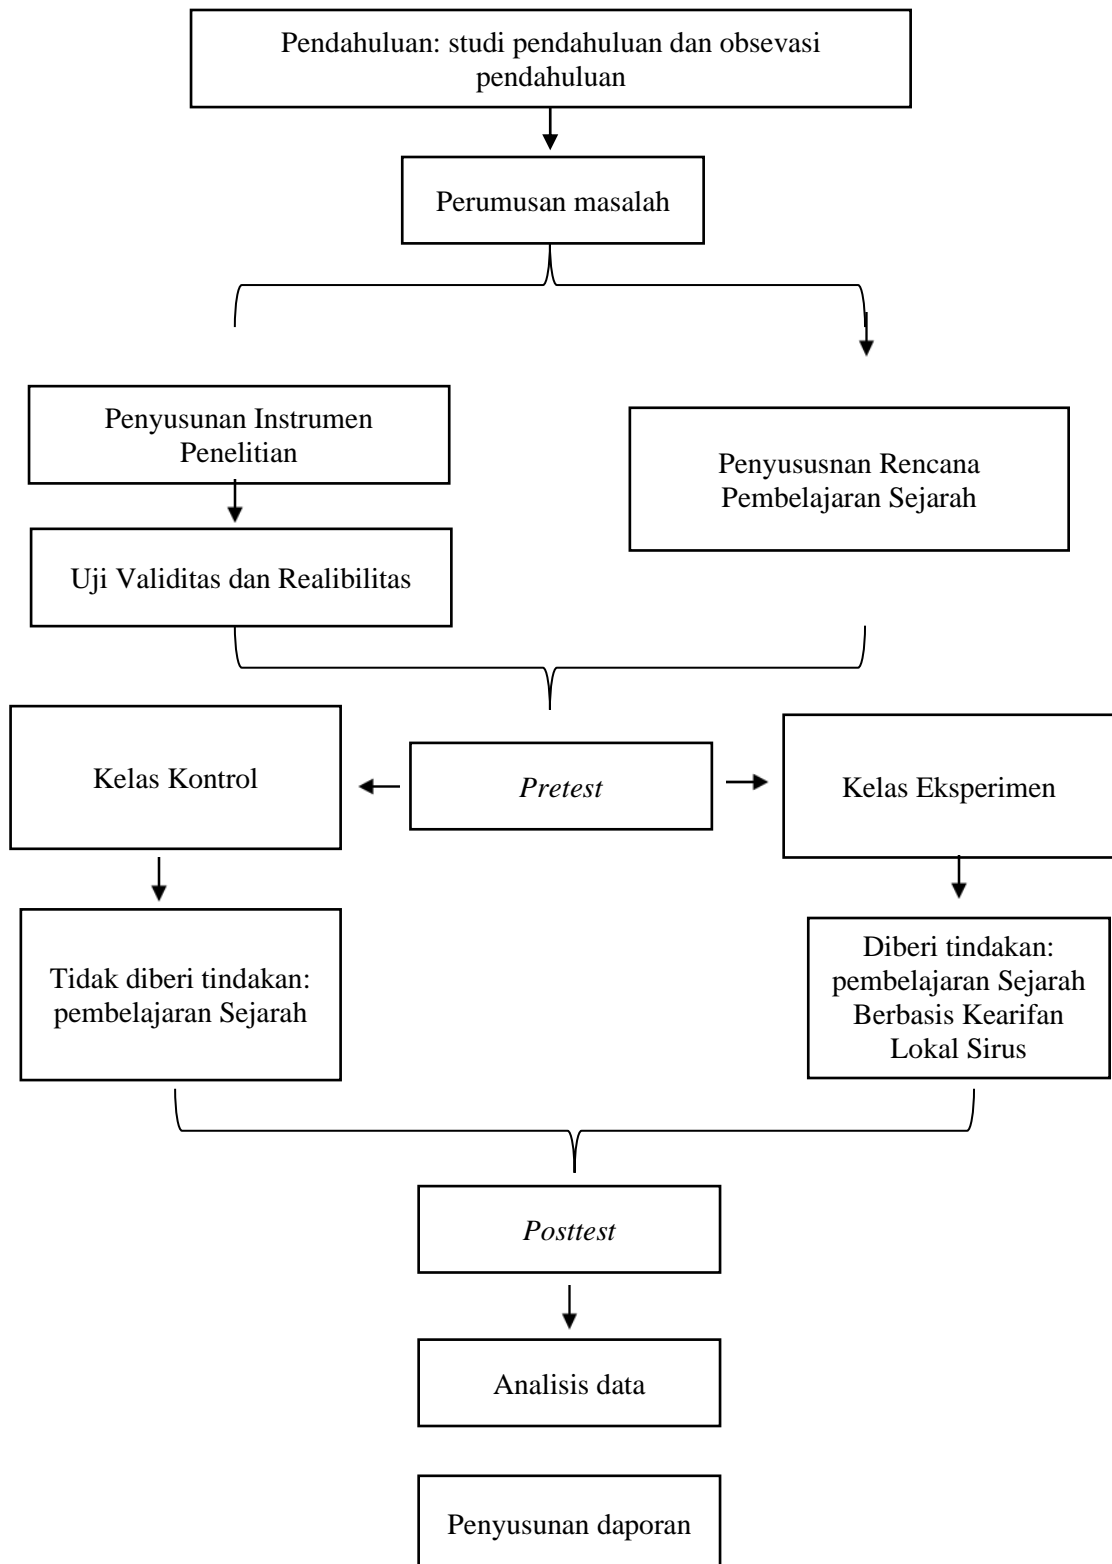 Pendahuluan: studi pendahuluan dan obsevasi
pendahuluan
Perumusan masalah
Penyusunan Instrumen
Penelitian
Penyususnan Rencana
Pembelajaran Sejarah
Uji Validitas dan Realibilitas
Kelas Kontrol
Pretest
Kelas Eksperimen
Tidak diberi tindakan:
pembelajaran Sejarah
Diberi tindakan:
pembelajaran Sejarah
Berbasis Kearifan
Lokal Sirus
Posttest
Analisis data
Penyusunan daporan